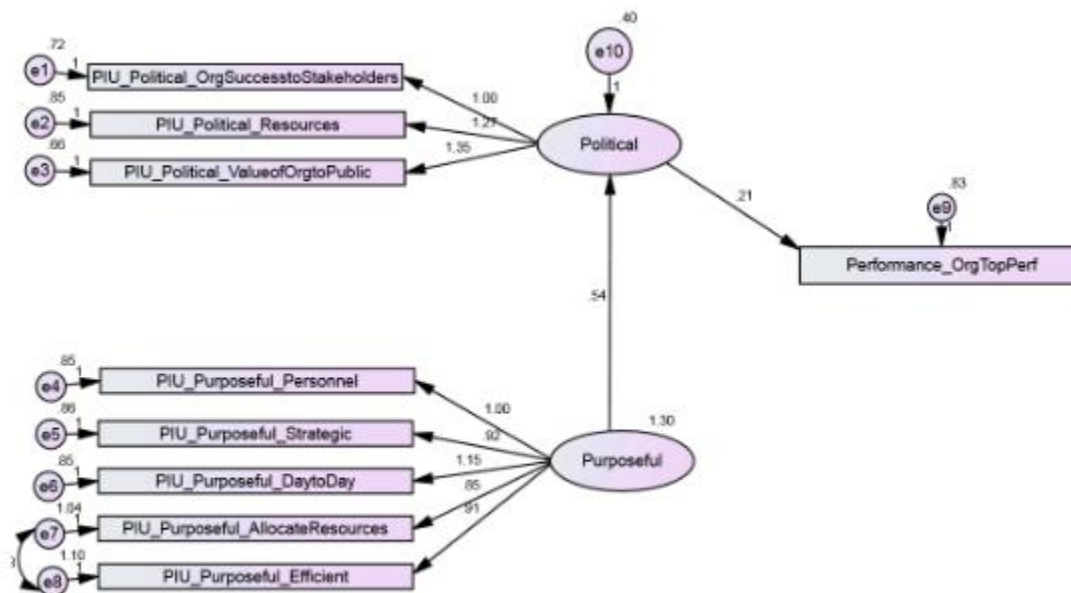 .72
e1
1
PIU_Political_OrgSuccesstoStakeholders
.85
e2
1
PIU_Political_Resources
.66
e3
1
PIU_Political_ValueofOrgtoPublic
1.00
1.27
1.35
.40
e10
1
Political
.21
.83
e9
1
Performance_OrgTopPerf
.54
.85
e4
1
PIU_Purposeful_Personnel
.86
e5
1
PIU_Purposeful_Strategic
.85
e6
1
PIU_Purposeful_DaytoDay
1.04
e7
1
PIU_Purposeful_AllocateResources
1.10
e8
1
PIU_Purposeful_Efficient
1.00
.92
1.15
.85
.91
1.30
Purposeful